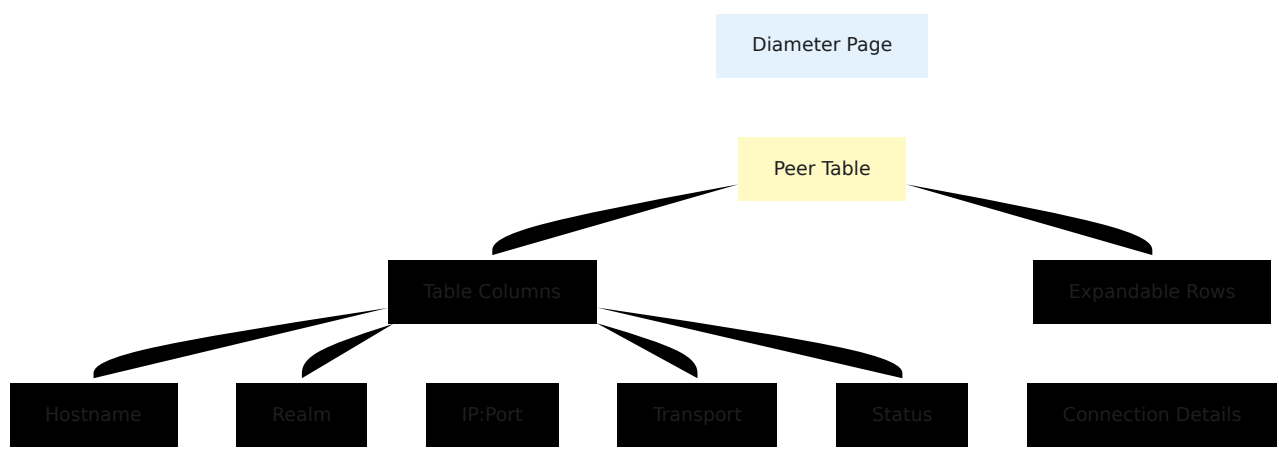 Diameter Page
Peer Table
Table Columns
Expandable Rows
Hostname
Realm
IP:Port
Transport
Status
Connection Details